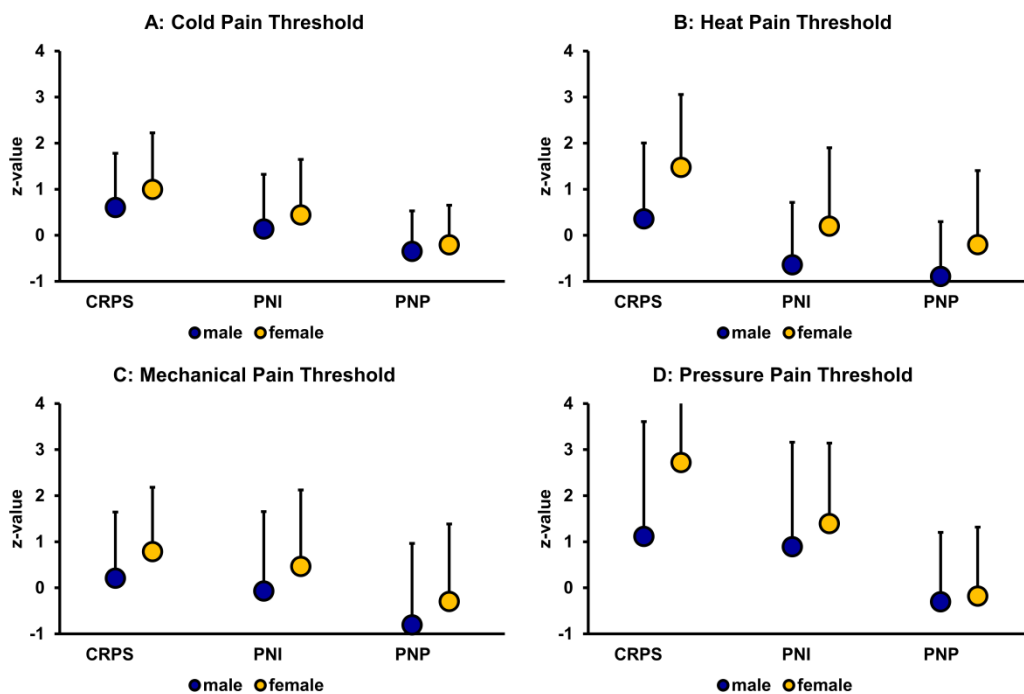 A: Cold Pain Threshold
4
3
2
1
0
-1
z-value
CRPS PNI PNP
male female
B: Heat Pain Threshold
4
3
2
1
0
-1
z-value
CRPS PNI PNP
male female
C: Mechanical Pain Threshold
4
3
2
1
0
-1
z-value
CRPS PNI PNP
male female
D: Pressure Pain Threshold
4
3
2
1
0
-1
z-value
CRPS PNI PNP
male female